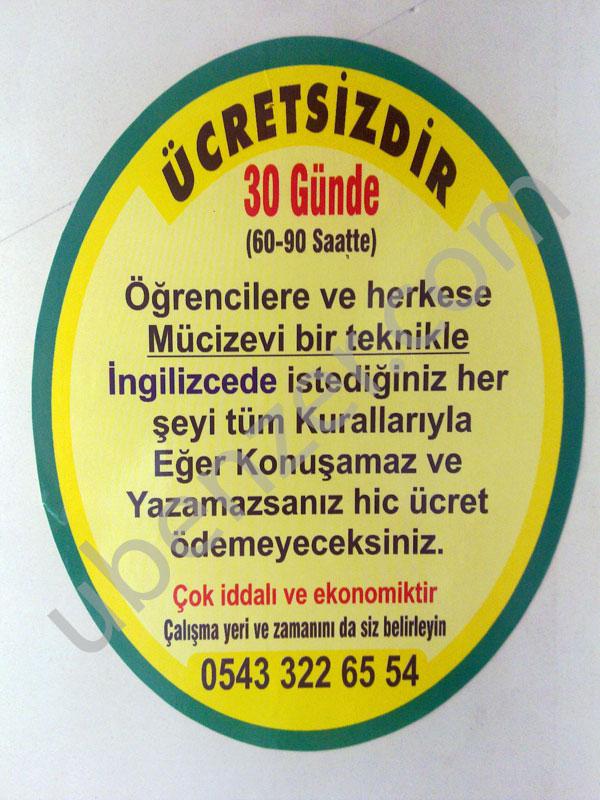 ÜCRETSİZDİR
30 Günde
(60-90 Saatte)
Öğrencilere ve herkese
Mücizevi bir teknikle
İngilizcede istediğiniz her
şeyi tüm Kurallarıyla
Eğer Konuşamaz ve
Yazamazsanız hic ücret
ödemeyeceksiniz.
Çok iddalı ve ekonomiktir
Çalışma yeri ve zamanını da siz belirleyin
0543 322 65 54
ubenzer.com